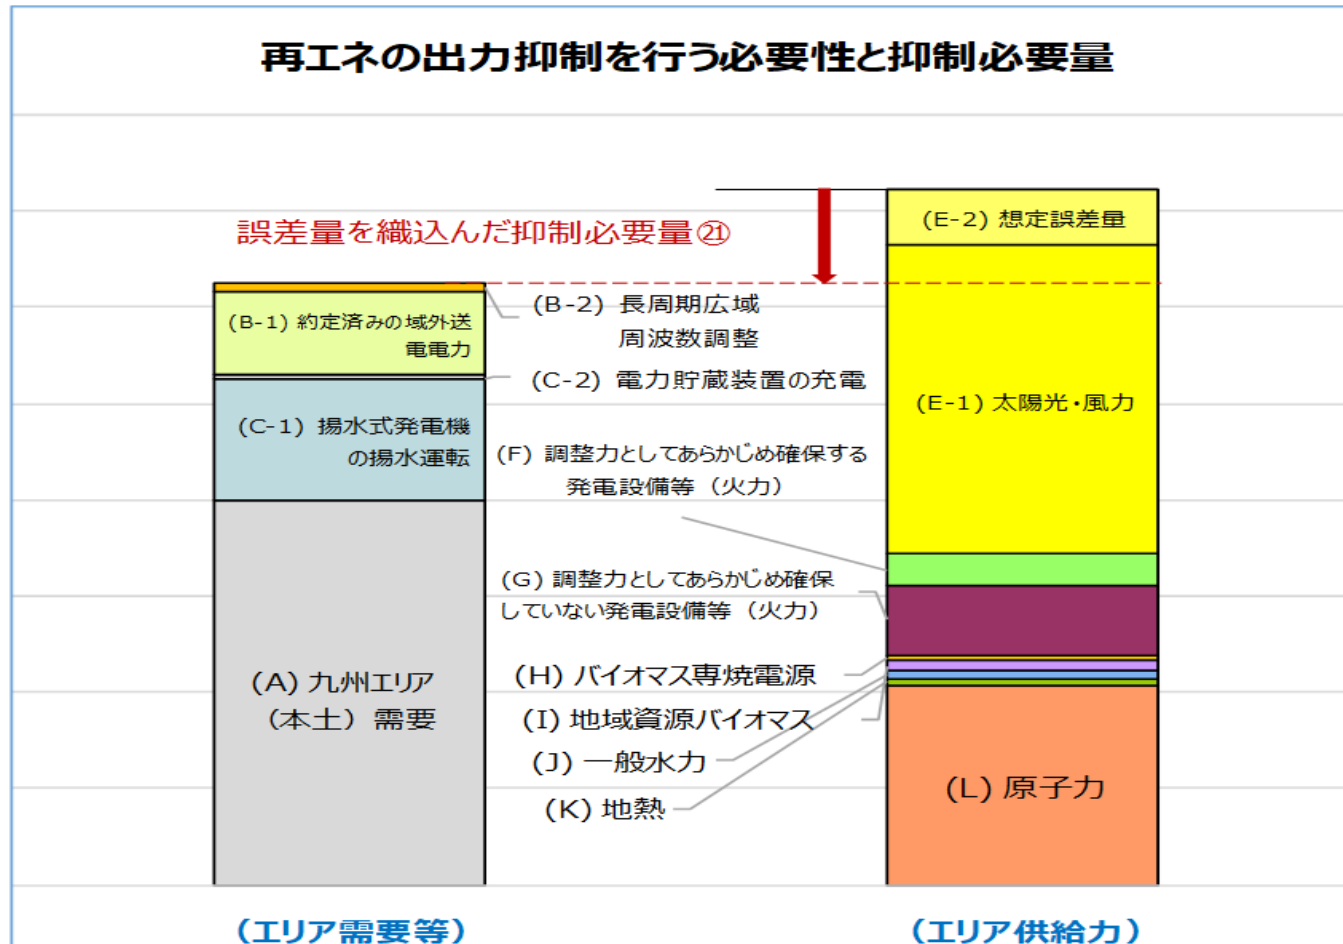 再エネの出力抑制を行う必要性と抑制必要量
誤差量を織込んだ抑制必要量㉑
(B-2) 長周期広域
周波数調整
(B-1) 約定済みの域外送
電電力
(C-2) 電力貯蔵装置の充電
(C-1) 揚水式発電機
の揚水運転
(A) 九州エリア
（本土）需要
(E-2) 想定誤差量
(E-1) 太陽光・風力
(F) 調整力としてあらかじめ確保する
発電設備等（火力）
(G) 調整力としてあらかじめ確保
していない発電設備等（火力）
(H) バイオマス専焼電源
(I) 地域資源バイオマス
(J) 一般水力
(K) 地熱
(L) 原子力
（エリア需要等）
（エリア供給力）